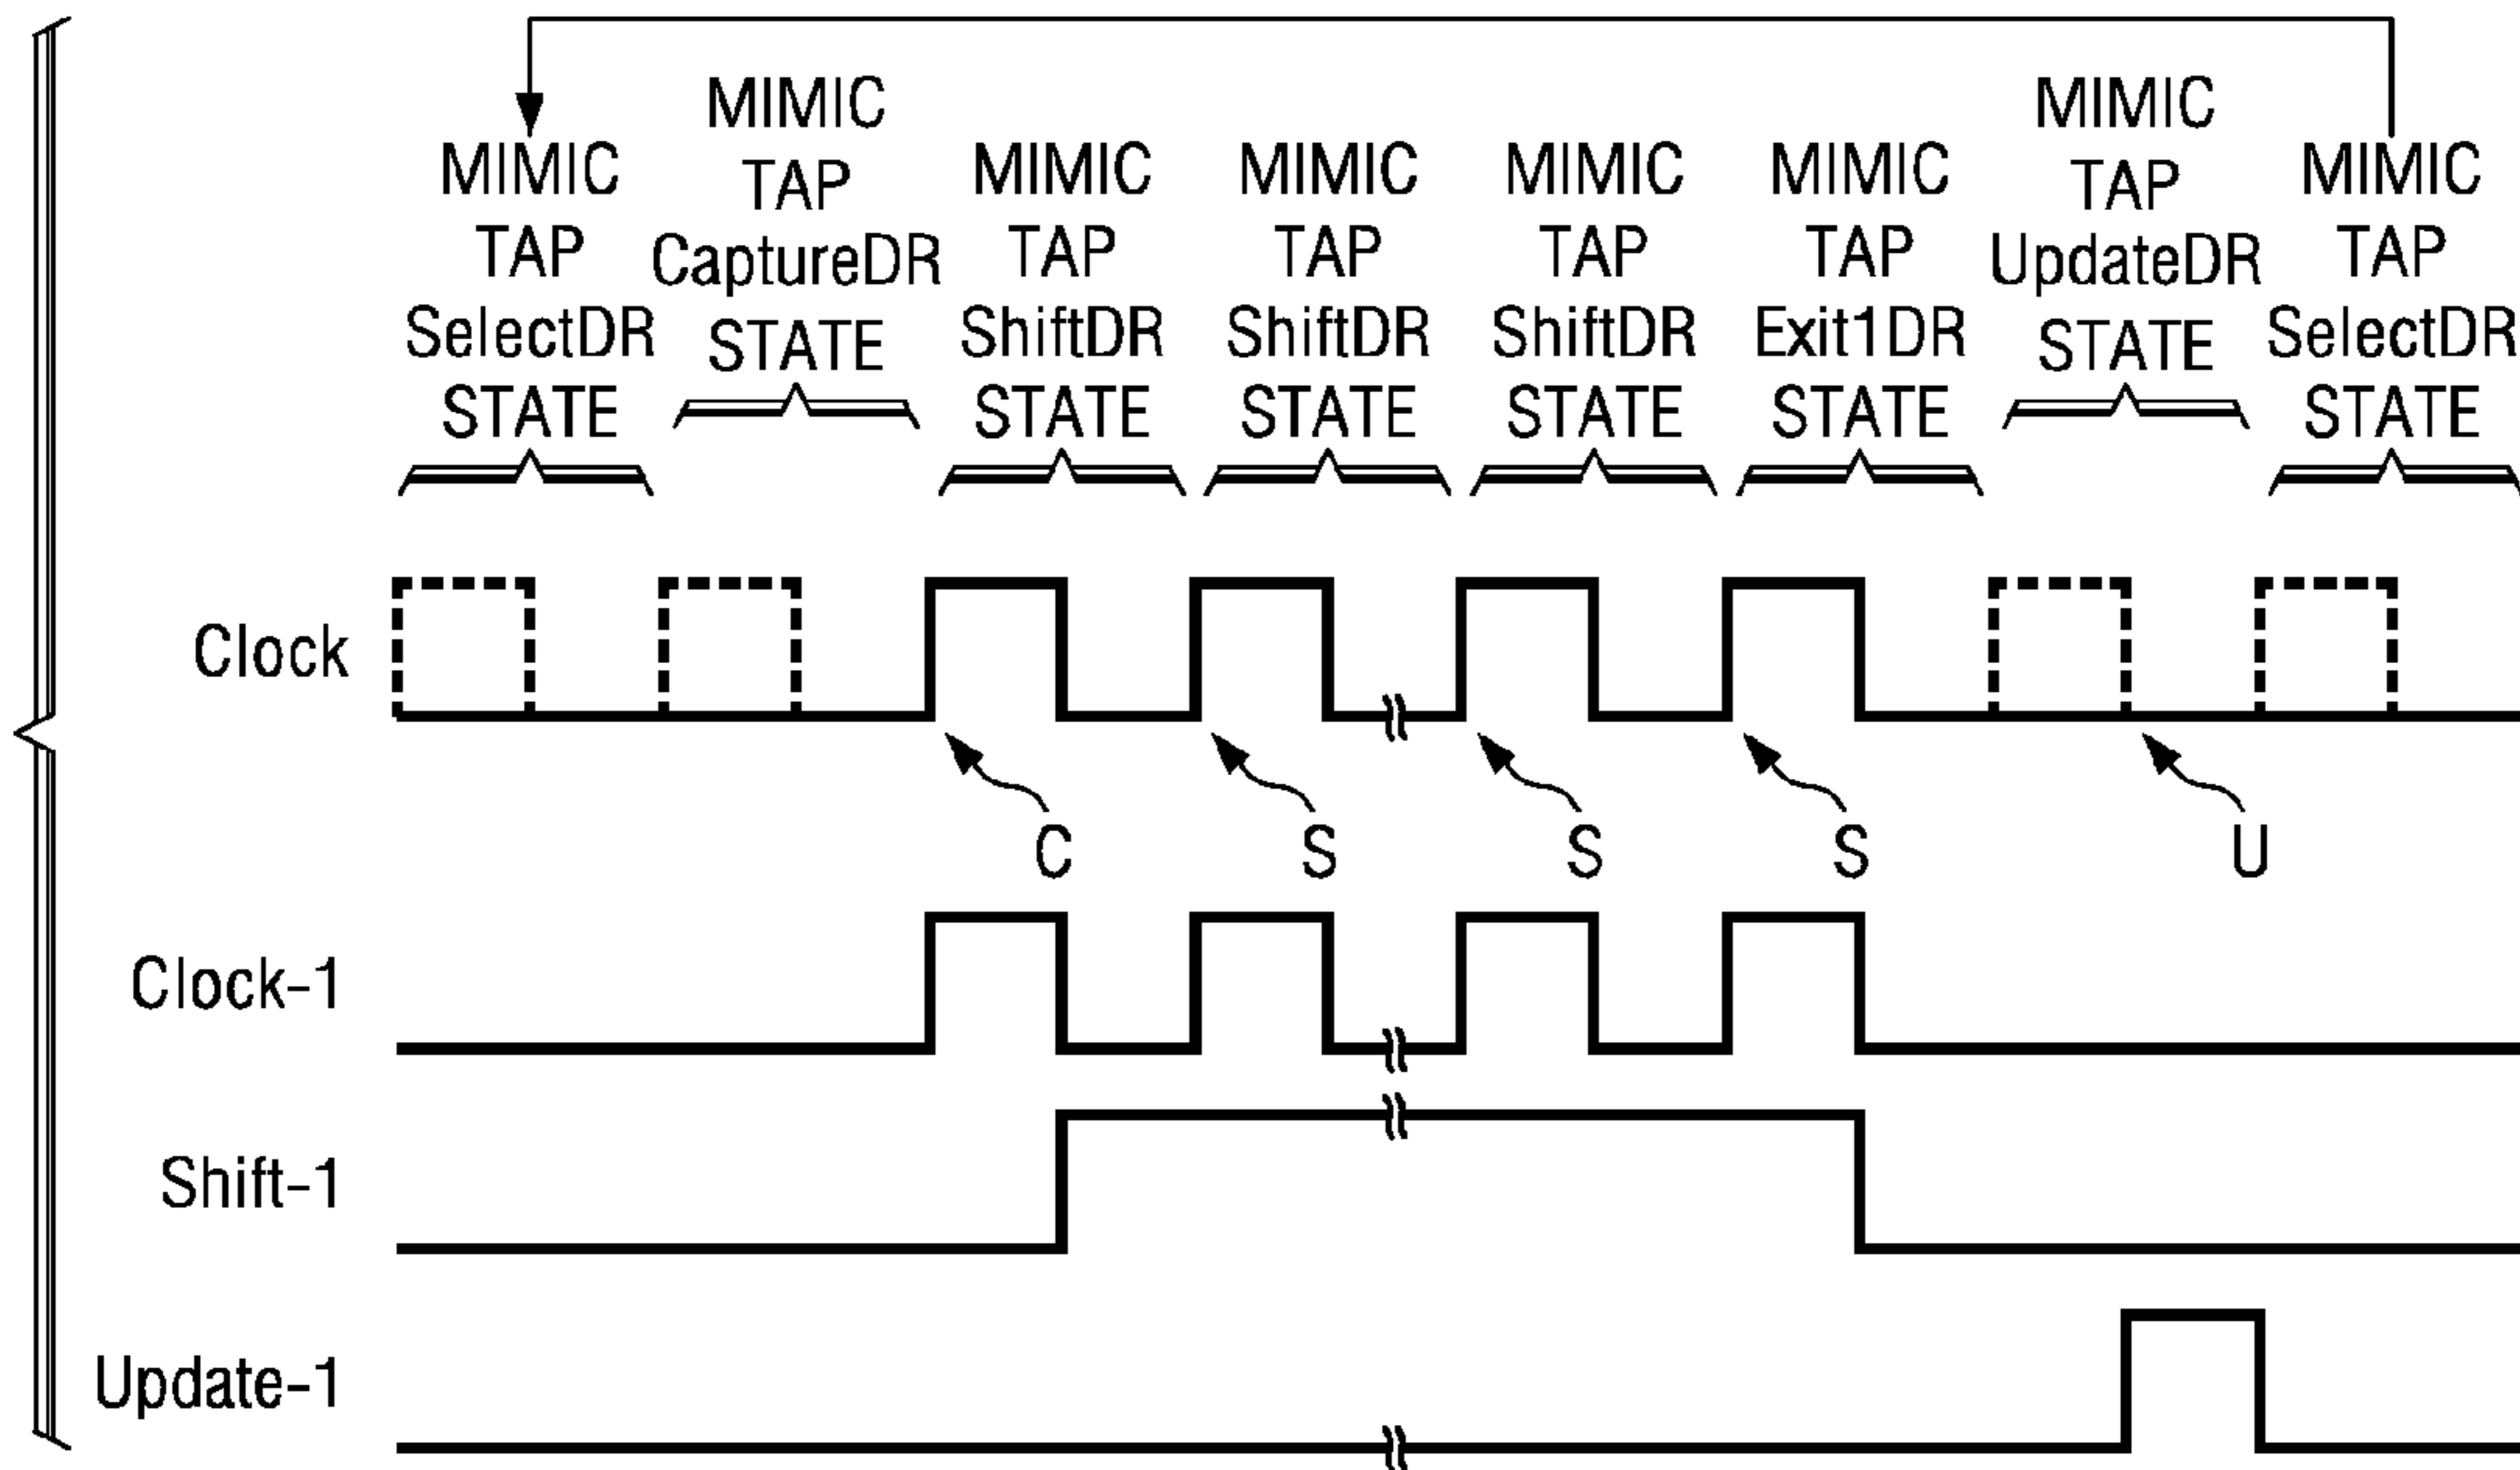 MIMIC
TAP
SelectDR
STATE
MIMIC
TAP
CaptureDR
STATE
MIMIC
TAP
ShiftDR
STATE
MIMIC
TAP
ShiftDR
STATE
MIMIC
TAP
ShiftDR
STATE
MIMIC
TAP
Exit1DR
STATE
MIMIC
TAP
UpdateDR
STATE
MIMIC
TAP
SelectDR
STATE
Clock
C
S
S
S
U
Clock-1
Shift-1
Update-1